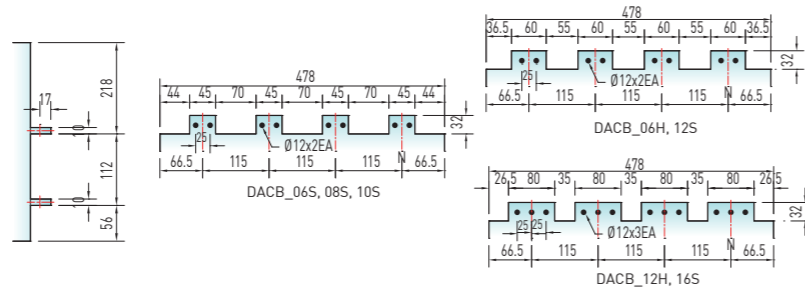 218
17
10
112
10
56
478
44 45 70 45 70 45 70 45 44
32
25
Ø12x2EA
N
66.5 115 115 115 66.5
DACB_06S, 08S, 10S
478
36.5 60 55 60 55 60 55 60 36.5
32
25
Ø12x2EA
N
66.5 115 115 115 66.5
DACB_06H, 12S
478
26.5 80 35 80 35 80 35 80 26.5
32
Ø12x3EA
25 25
N
66.5 115 115 115 66.5
DACB_12H, 16S